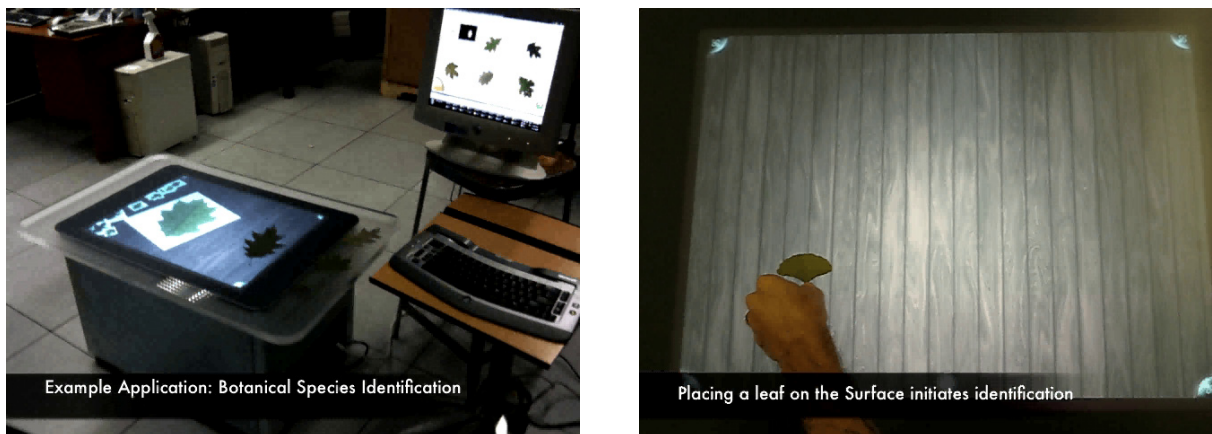 Example Application: Botanical Species Identification
Placing a leaf on the Surface initiates identification